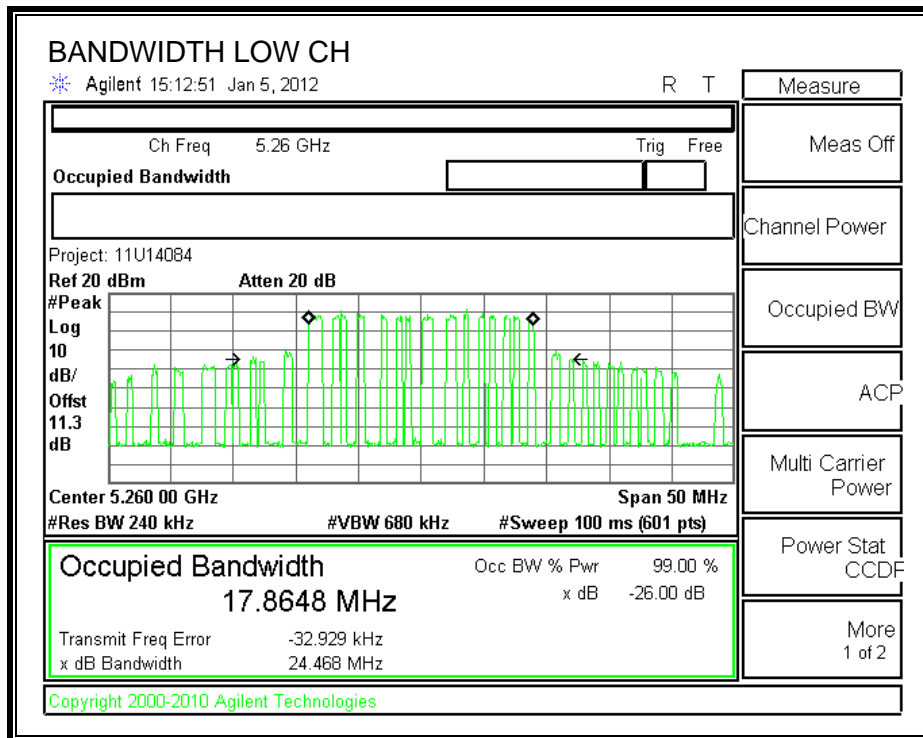 BANDWIDTH LOW CH
Agilent 15:12:51 Jan 5, 2012 R T
Measure
Ch Freq 5.26 GHz Trig Free
Meas Off
Occupied Bandwidth
Channel Power
Project: 11U14084
Ref 20 dBm Atten 20 dB
#Peak
Log
10
dB/
Offst
11.3
dB
Occupied BW
ACP
Multi Carrier
Power
Center 5.260 00 GHz Span 50 MHz
#Res BW 240 kHz #VBW 680 kHz #Sweep 100 ms (601 pts)
Power Stat
CCDF
Occupied Bandwidth Occ BW % Pwr 99.00 %
17.8648 MHz x dB -26.00 dB
Transmit Freq Error -32.929 kHz
x dB Bandwidth 24.468 MHz
More
1 of 2
Copyright 2000-2010 Agilent Technologies